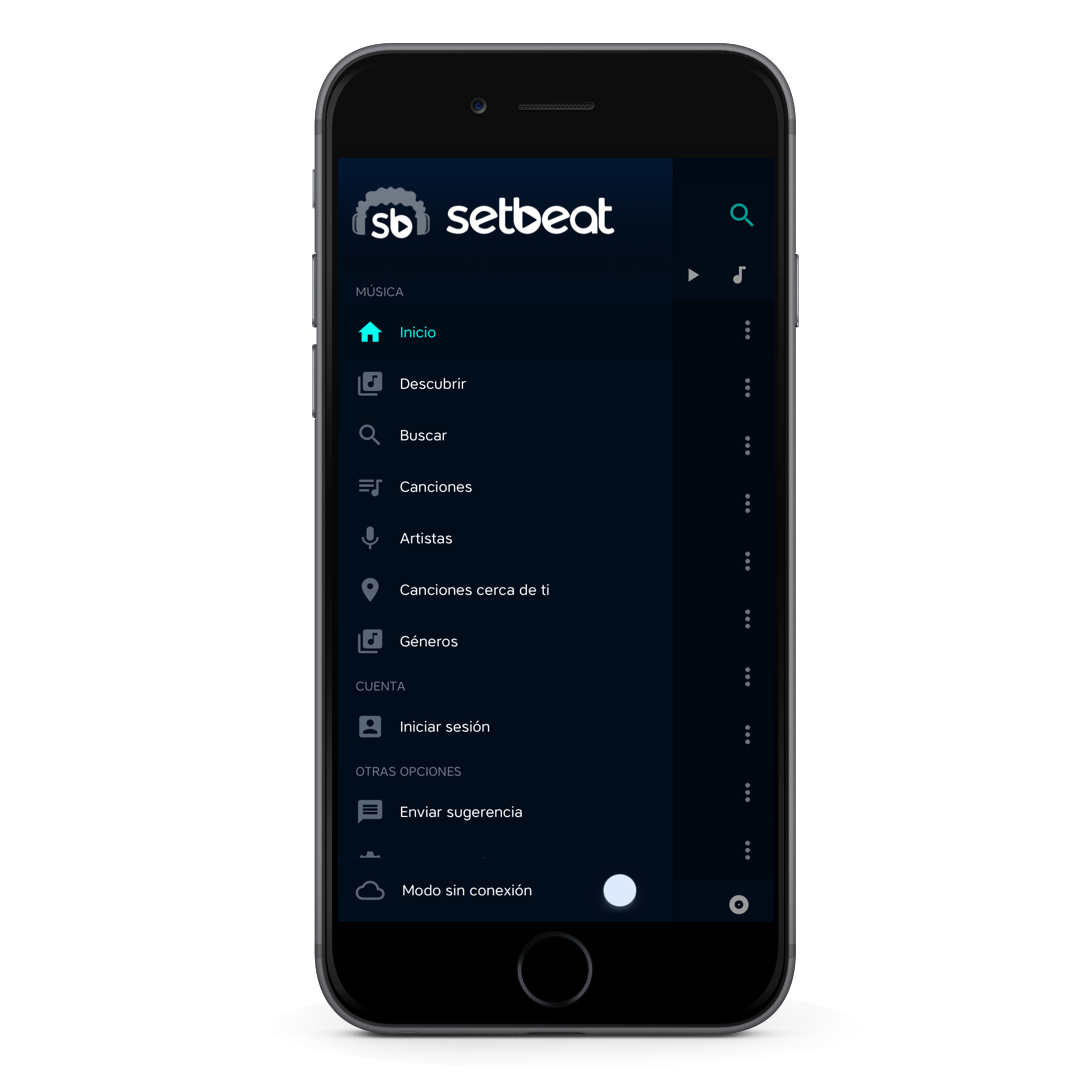 sb setbeat
MÚSICA
Inicio
Descubrir
Buscar
Canciones
Artistas
Canciones cerca de ti
Géneros
CUENTA
Iniciar sesión
OTRAS OPCIONES
Enviar sugerencia
Modo sin conexión